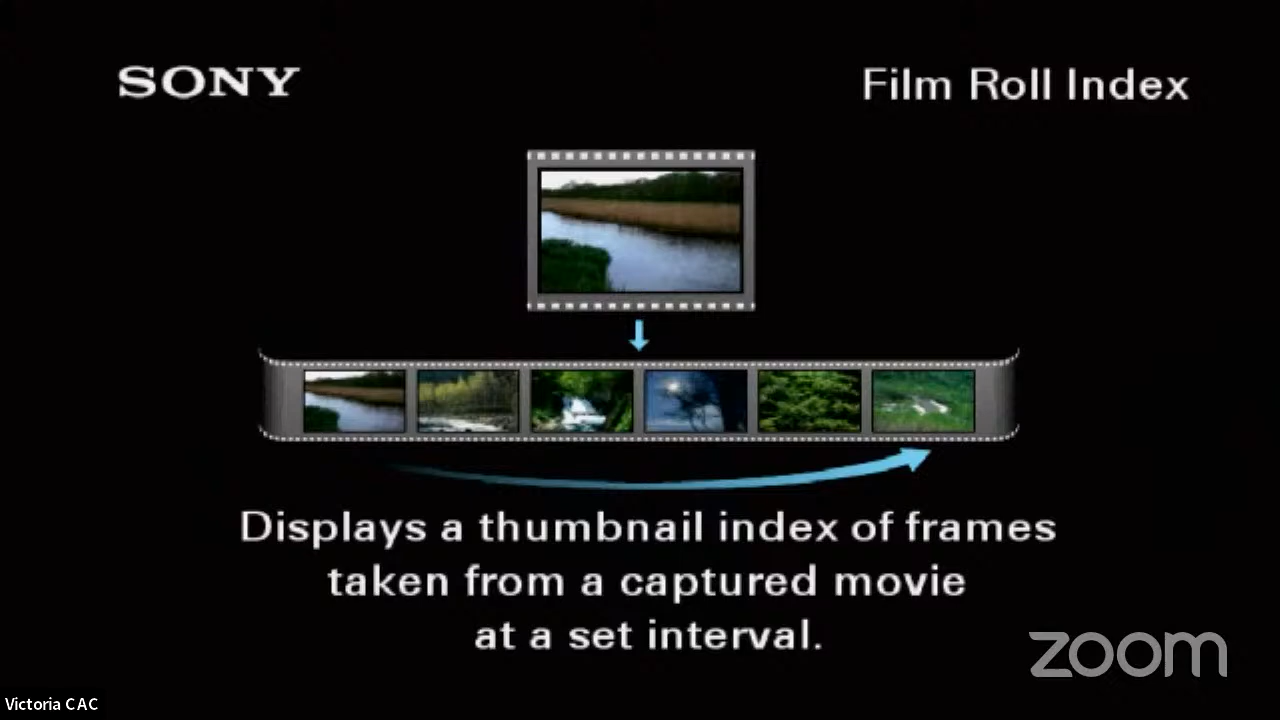 SONY
Film Roll Index
Displays a thumbnail index of frames
taken from a captured movie
at a set interval.
zoom
Victoria CAC